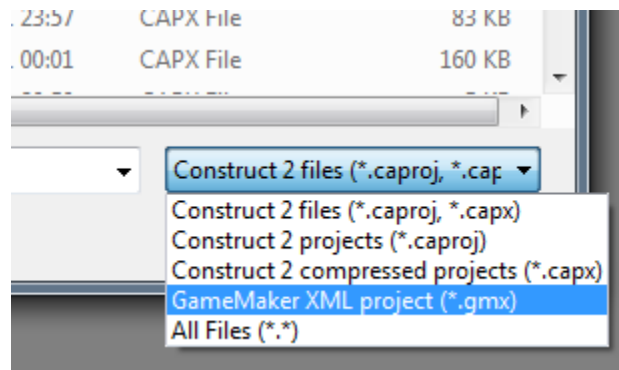 23:57 CAPX File 83 KB
00:01 CAPX File 160 KB
Construct 2 files (*.caproj, *.cap
Construct 2 files (*.caproj, *.capx)
Construct 2 projects (*.caproj)
Construct 2 compressed projects (*.capx)
GameMaker XML project (*.gmx)
All Files (*.*)